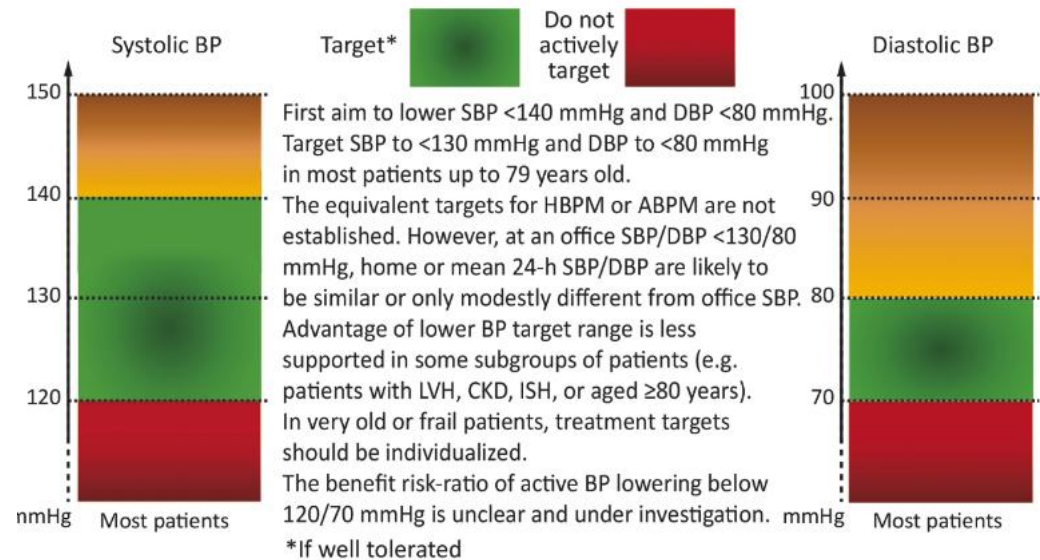 Systolic BP
150
140
130
120
mmHg
Most patients
Target*
Do not
actively
target
First aim to lower SBP <140 mmHg and DBP <80 mmHg.
Target SBP to <130 mmHg and DBP to <80 mmHg
in most patients up to 79 years old.
The equivalent targets for HBPM or ABPM are not
established. However, at an office SBP/DBP <130/80
mmHg, home or mean 24-h SBP/DBP are likely to
be similar or only modestly different from office SBP.
Advantage of lower BP target range is less
supported in some subgroups of patients (e.g.
patients with LVH, CKD, ISH, or aged ≥80 years).
In very old or frail patients, treatment targets
should be individualized.
The benefit risk-ratio of active BP lowering below
120/70 mmHg is unclear and under investigation.
*If well tolerated
Diastolic BP
100
90
80
70
mmHg
Most patients